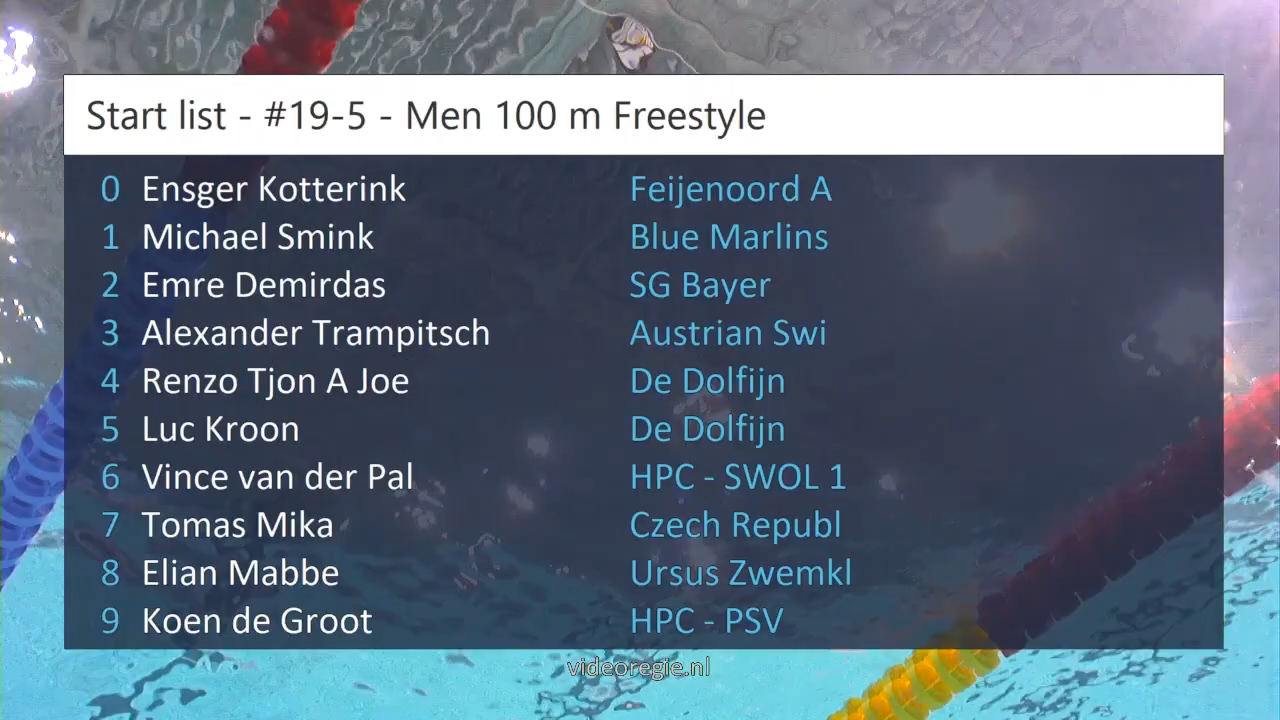 Start list - #19-5 - Men 100 m Freestyle
0 Ensger Kotterink Feijenoord A
1 Michael Smink Blue Marlins
2 Emre Demirdas SG Bayer
3 Alexander Trampitsch Austrian Swi
4 Renzo Tjon A Joe De Dolfijn
5 Luc Kroon De Dolfijn
6 Vince van der Pal HPC - SWOL 1
7 Tomas Mika Czech Republ
8 Elian Mabbe Ursus Zwemkl
9 Koen de Groot HPC - PSV
videoregie.nl